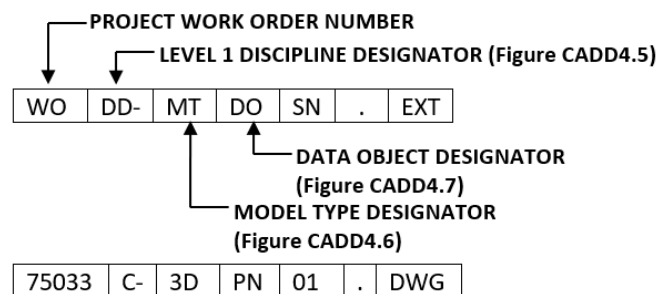 PROJECT WORK ORDER NUMBER
LEVEL 1 DISCIPLINE DESIGNATOR (Figure CADD4.5)
WO DD- MT DO SN . EXT
DATA OBJECT DESIGNATOR
(Figure CADD4.7)
MODEL TYPE DESIGNATOR
(Figure CADD4.6)
75033 C- 3D PN 01 . DWG